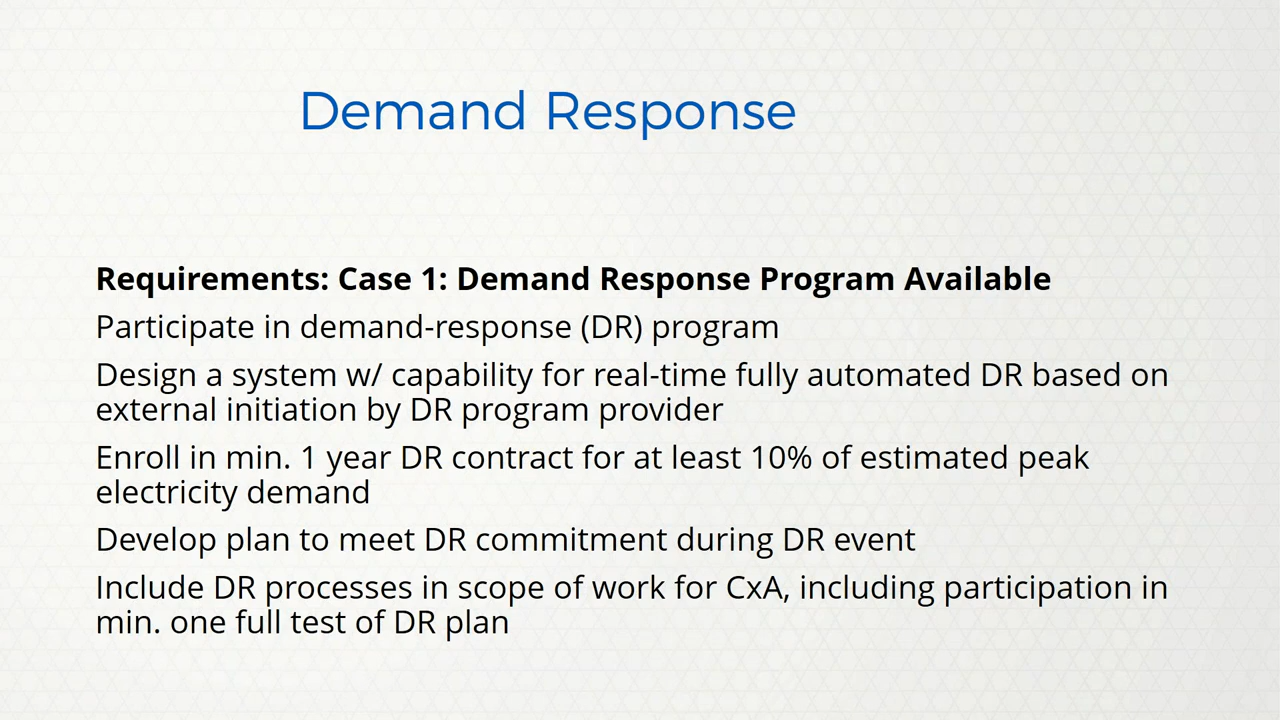 Demand Response
Requirements: Case 1: Demand Response Program Available
Participate in demand-response (DR) program
Design a system w/ capability for real-time fully automated DR based on
external initiation by DR program provider
Enroll in min. 1 year DR contract for at least 10% of estimated peak
electricity demand
Develop plan to meet DR commitment during DR event
Include DR processes in scope of work for CxA, including participation in
min. one full test of DR plan